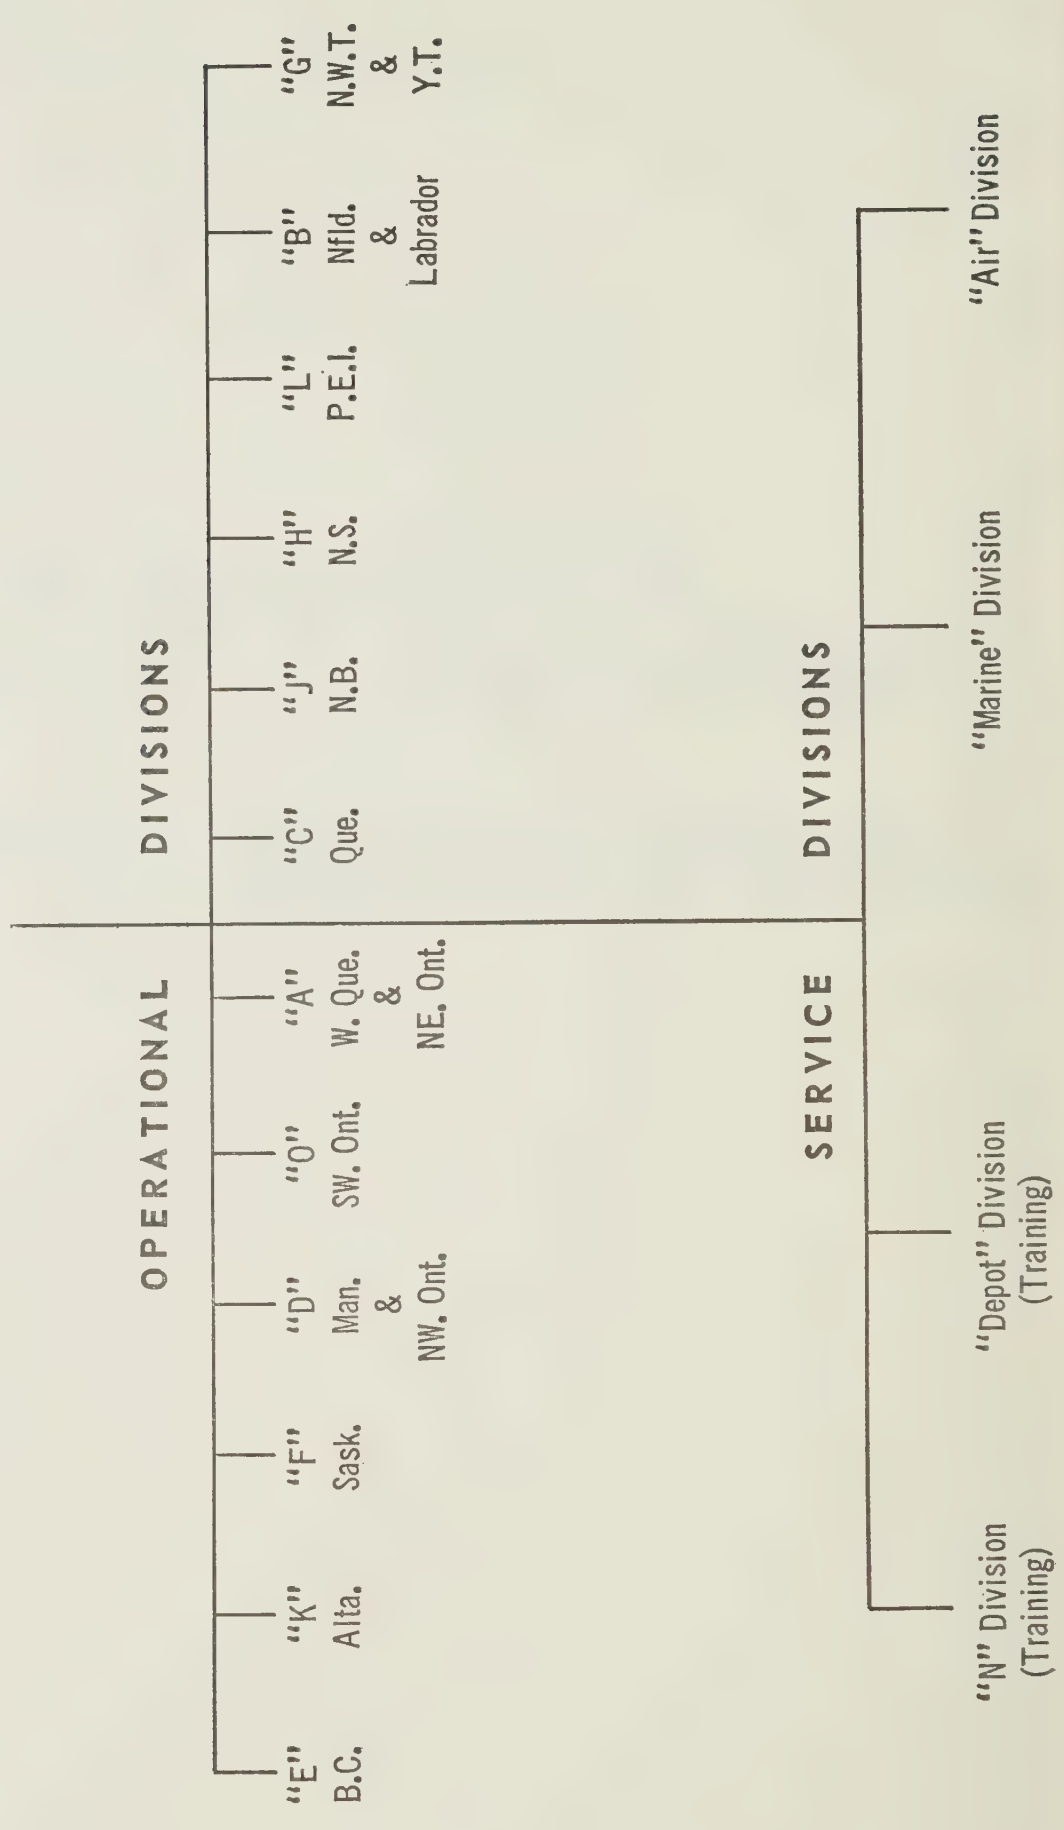 OPERATIONAL DIVISIONS
"E"
B.C.
"K"
Alta.
"F"
Sask.
"D"
Man.
&
NW. Ont.
"O"
SW. Ont.
"A"
W. Que.
&
NE. Ont.
"C"
Que.
"J"
N.B.
"H"
N.S.
"L"
P.E.I.
"B"
Nfld.
&
Labrador
"G"
N.W.T.
&
Y.T.
SERVICE DIVISIONS
"N" Division
(Training)
"Depot" Division
(Training)
"Marine" Division
"Air" Division